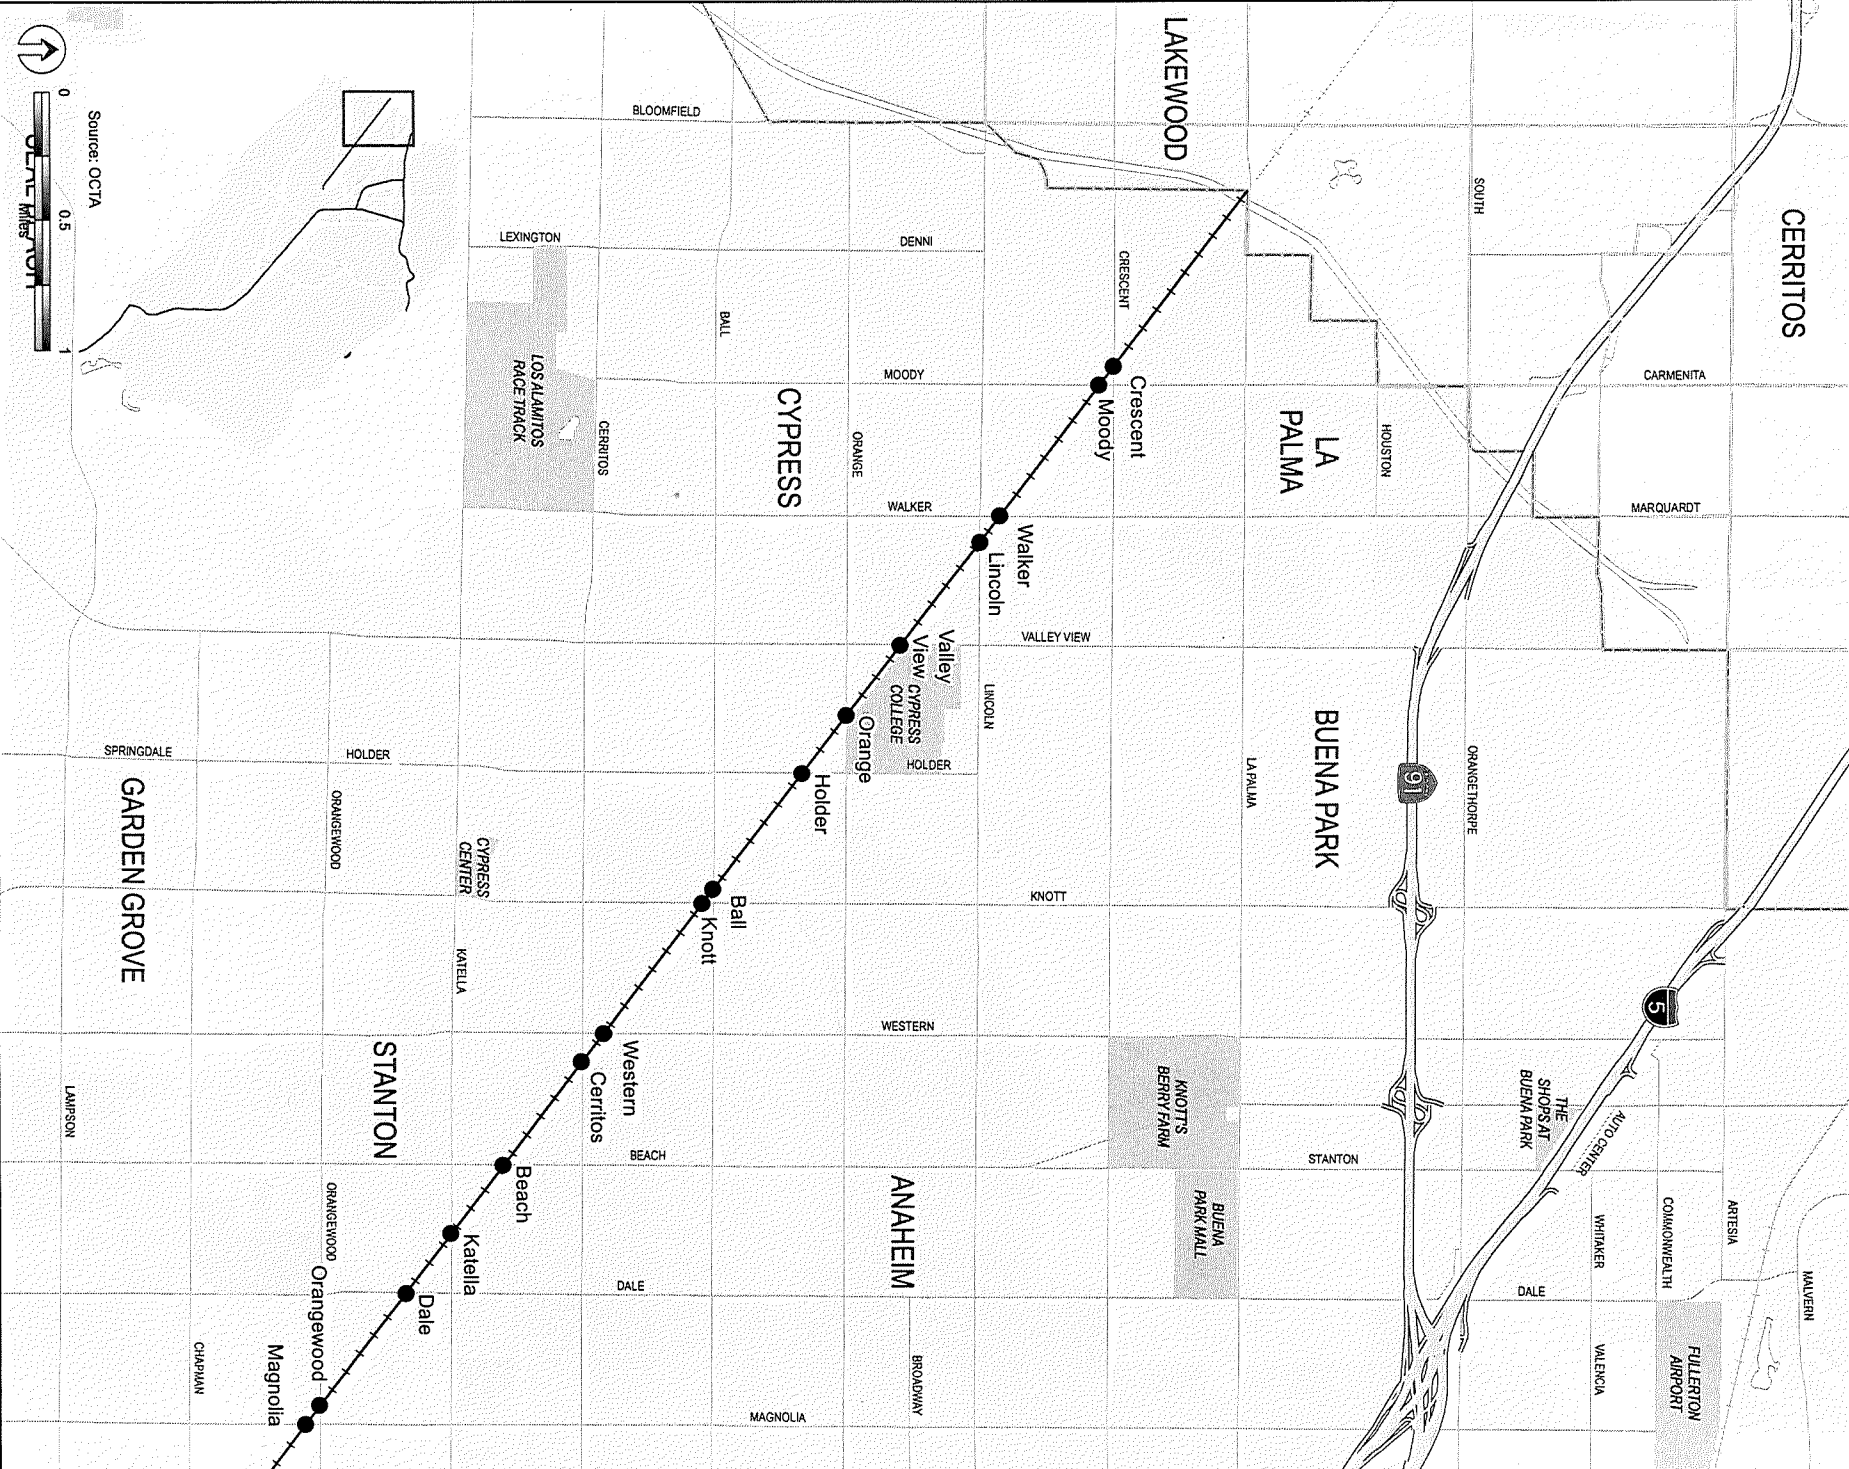 MALVERN
CERRITOS
ARTESIA
FULLERTON
AIRPORT
COMMONWEALTH
CARMENITA
MARQUARDT
5
WHITAKER
VALENCIA
AUTO CENTER
THE
SHOPS AT
BUENA PARK
DALE
SOUTH
ORANGETHORPE
91
HOUSTON
STANTON
LA
PALMA
BUENA PARK
LA PALMA
BUENA
PARK MALL
LAKEWOOD
KNOTT'S
BERRY FARM
CRESCENT
Crescent
Moody
VALLEY VIEW
KNOTT
Walker
Lincoln
LINCOLN
Valley
View
CYPRESS
COLLEGE
HOLDER
DENNI
MOODY
WALKER
WESTERN
BROADWAY
ANAHEIM
ORANGE
Orange
Holder
CYPRESS
MAGNOLIA
BALL
Ball
Knott
BLOOMFIELD
BEACH
DALE
Western
Cerritos
CERRITOS
LEXINGTON
LOS ALAMITOS
RACE TRACK
Beach
CYPRESS
CENTER
KATELLA
Katella
Dale
HOLDER
STANTON
ORANGEWOOD
ORANGEWOOD
Orangewood
Magnolia
CHAPMAN
SPRINGDALE
GARDEN GROVE
LAMPSON
Source: OCTA
0 0.5 1
Miles